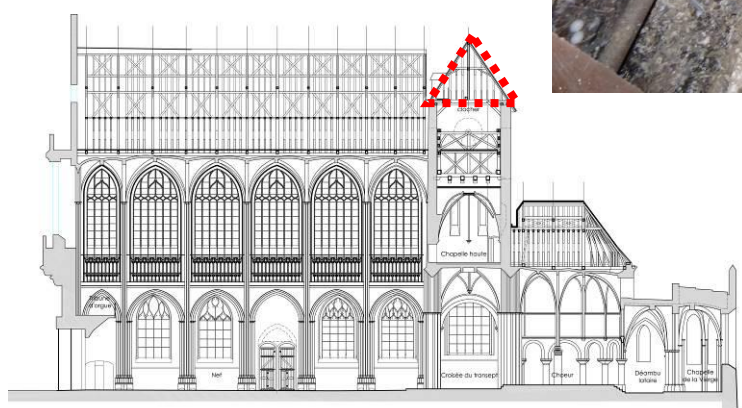 clocher
Chapelle haute
Tribune
d'orgue
Nef
Croisée du transept
Choeur
Déambu
latoire
Chapelle
de la Vierge